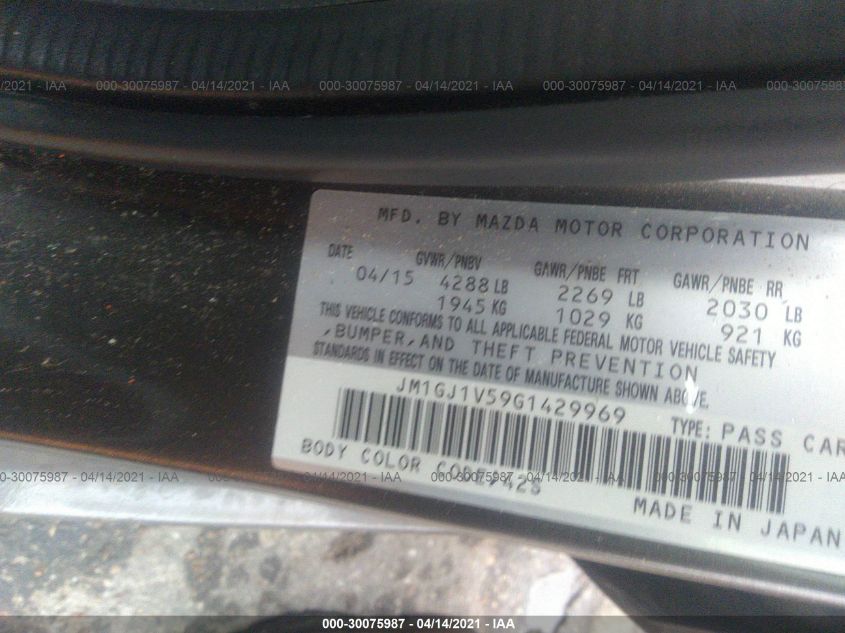 /2021 - IAA 000-30075987 - 04/14/2021 - IAA 000-30075987 - 04/14/2021 - IAA 000-30075987 - 04/14/2021 - IAA
MFD. BY MAZDA MOTOR CORPORATION
DATE GVWR/PNBV GAWR/PNBE FRT GAWR/PNBE RR
04/15 4288 LB 2269 LB 2030 LB
1945 KG 1029 KG 921 KG
THIS VEHICLE CONFORMS TO ALL APPLICABLE FEDERAL MOTOR VEHICLE SAFETY
,BUMPER,AND THEFT PREVENTION
STANDARDS IN EFFECT ON THE DATE OF MANUFACTURE SHOWN ABOVE.
JM1GJ1V59G1429969 TYPE: PASS CAR
BODY COLOR CODE
MADE IN JAPAN
000-30075987 - 04/14/2021 - IAA 000-30075987 - 04/14/2021 - IAA 000-30075987 - 04/14/2021 - IAA 000-
000-30075987 - 04/14/2021 - IAA